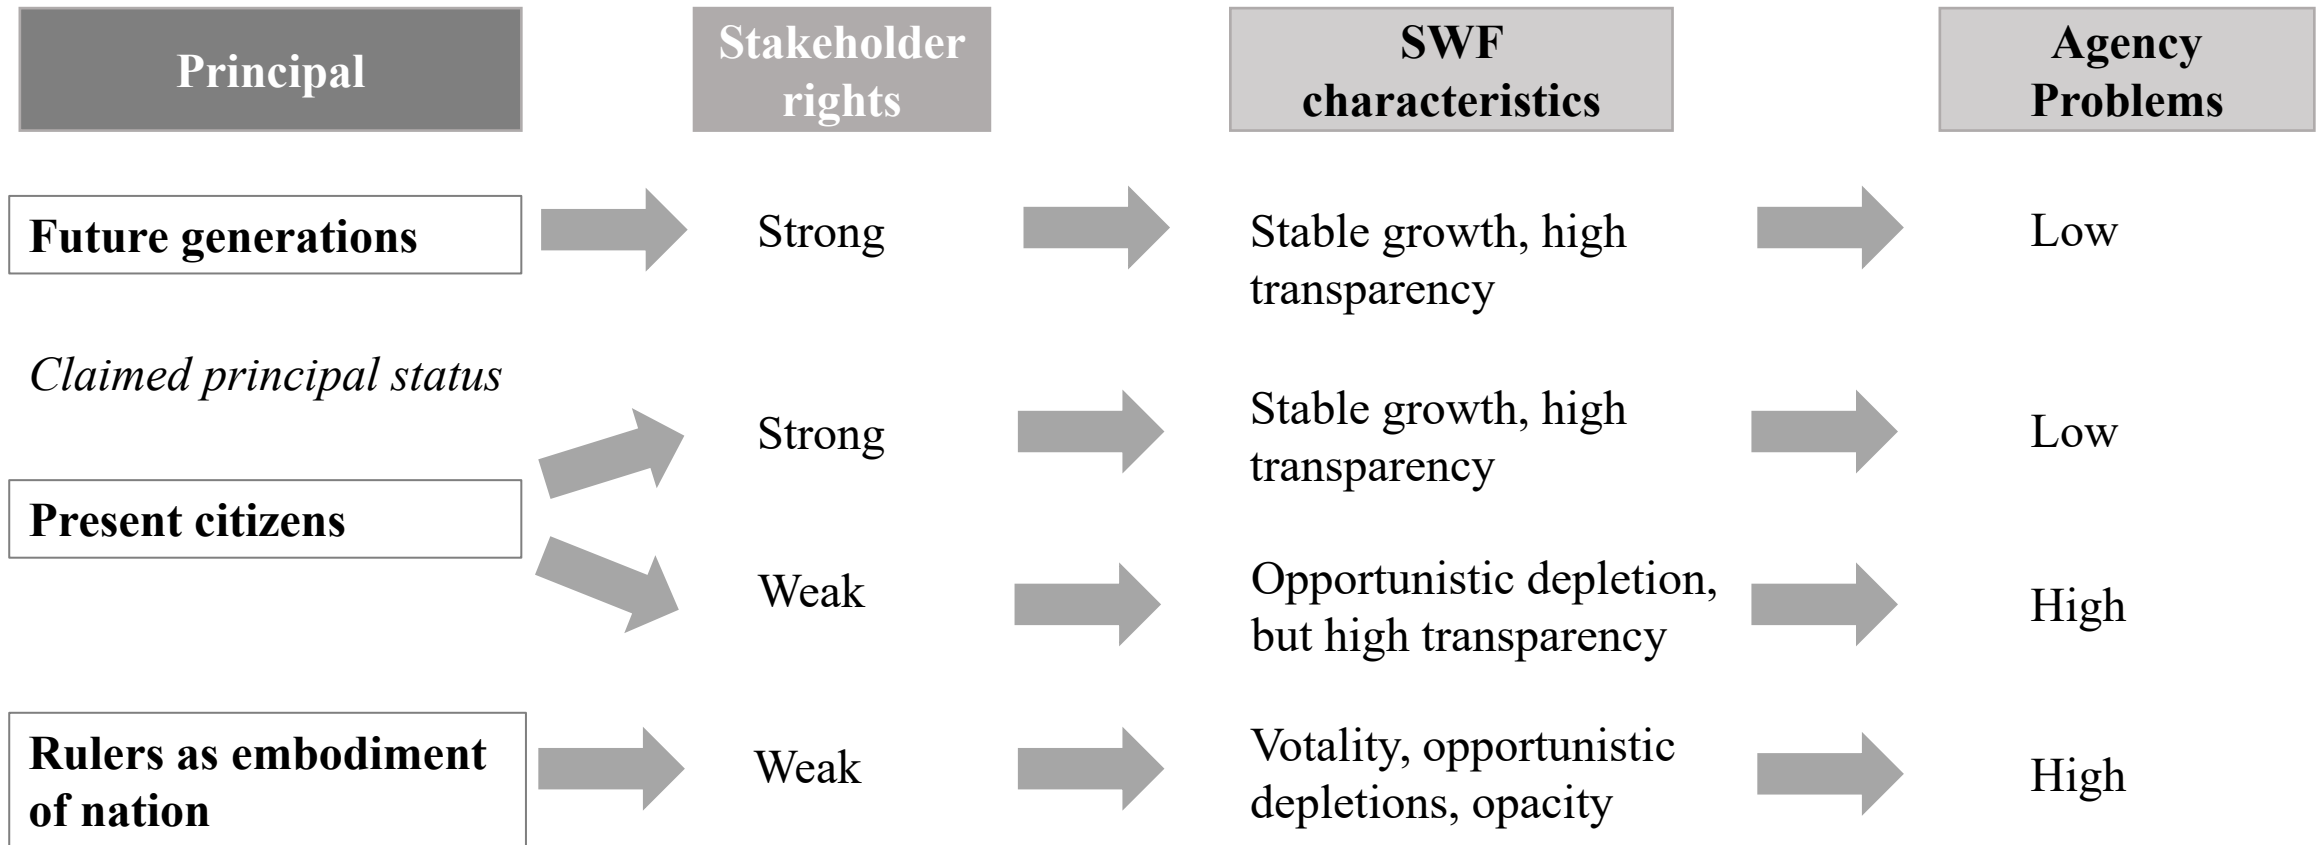 Principal
Stakeholder
rights
SWF
characteristics
Agency
Problems
Future generations
Strong
Stable growth, high
transparency
Low
Claimed principal status
Strong
Stable growth, high
transparency
Low
Present citizens
Weak
Opportunistic depletion,
but high transparency
High
Rulers as embodiment
of nation
Weak
Votality, opportunistic
depletions, opacity
High